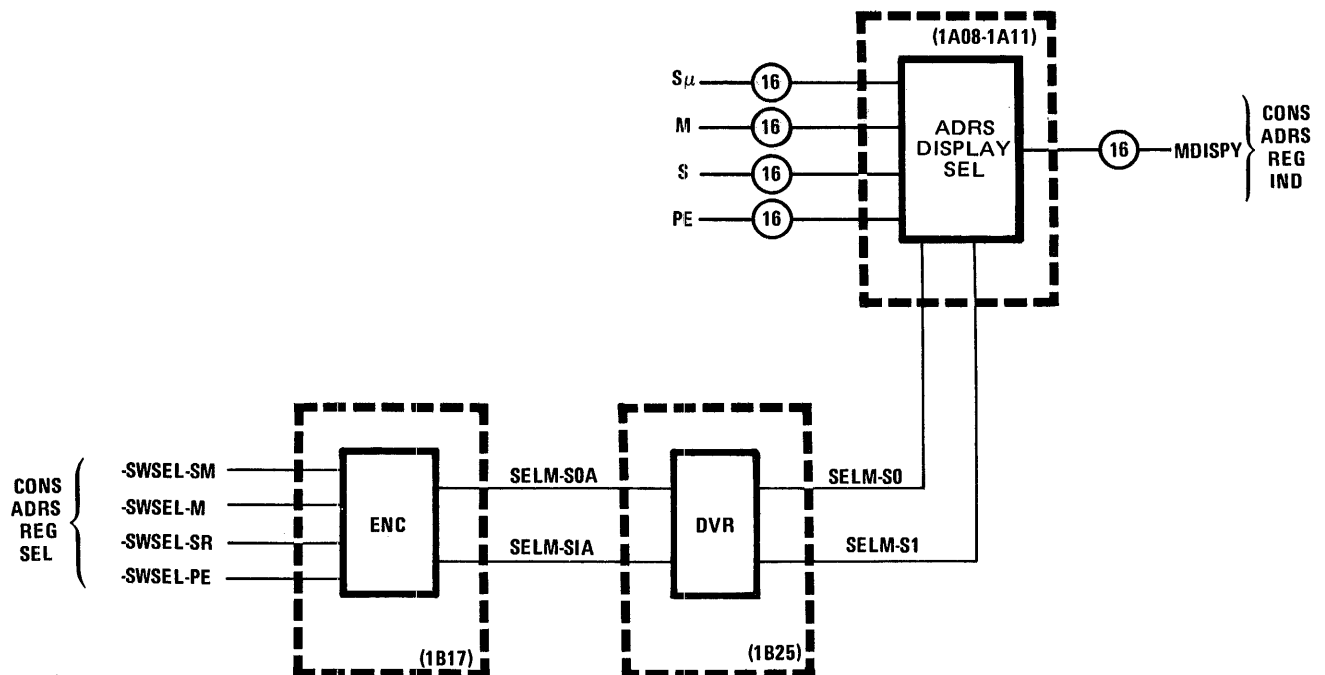 (1A08-1A11)
Sμ
16
M
16
S
16
PE
16
ADRS
DISPLAY
SEL
16
MDISPY
CONS
ADRS
REG
IND
CONS
ADRS
REG
SEL
-SWSEL-SM
-SWSEL-M
-SWSEL-SR
-SWSEL-PE
ENC
(1B17)
SELM-S0A
SELM-SIA
DVR
(1B25)
SELM-S0
SELM-S1